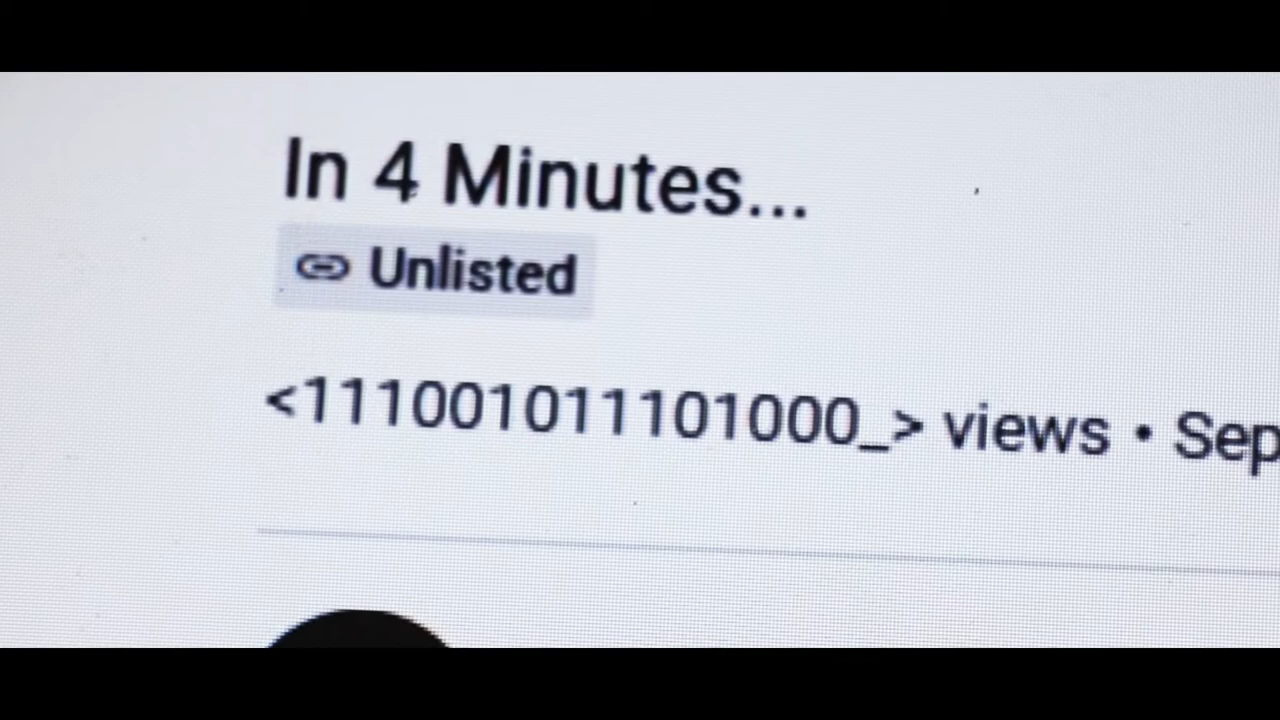 In 4 Minutes...
Unlisted
<111001011101000_> views • Sep